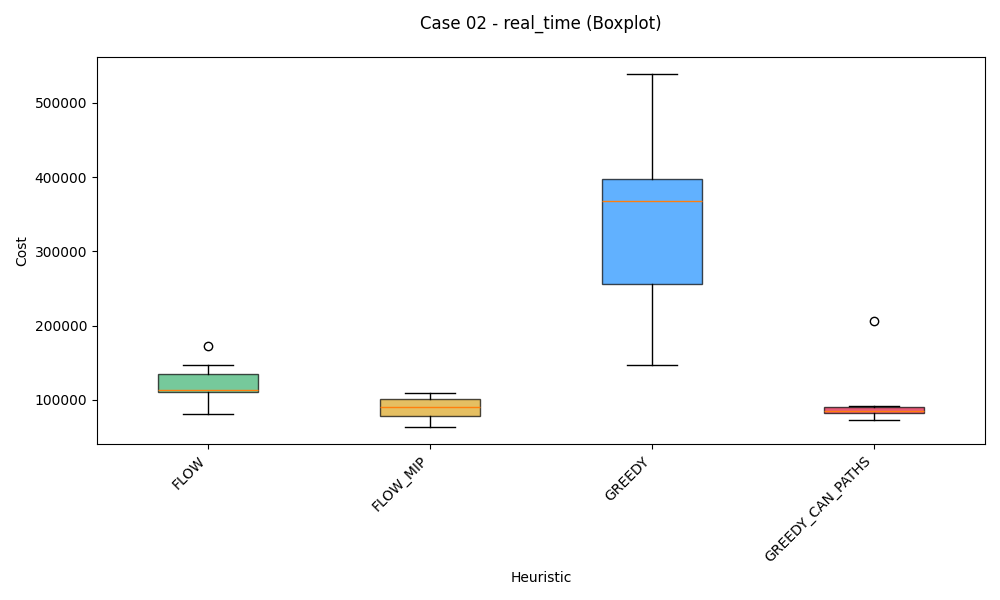 Case 02 - real_time (Boxplot)
500000
400000
300000
200000
100000
Cost
FLOW
FLOW_MIP
GREEDY
GREEDY_CAN_PATHS
Heuristic